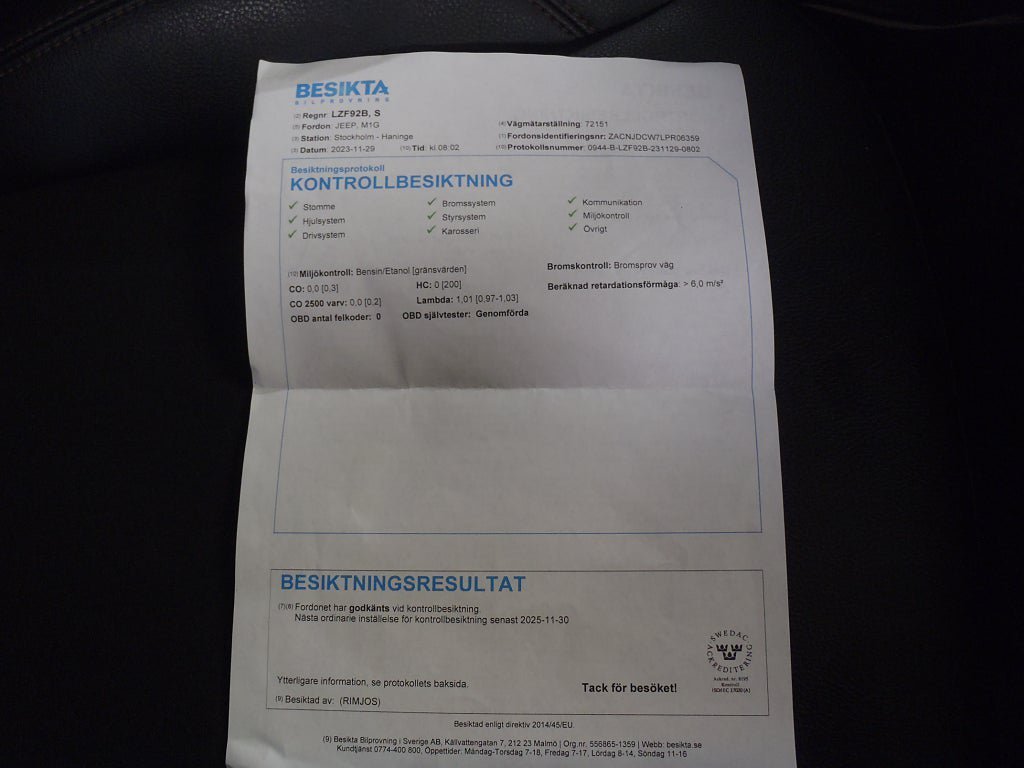 BESIKTA
BILPROVNING
(2) Regnr: LZF92B, S
(5) Fordon: JEEP, M1G
(3) Station: Stockholm - Haninge
(3) Datum: 2023-11-29 (10) Tid: kl.08:02
(4) Vägmätarställning: 72151
(1) Fordonsidentifieringsnr: ZACNJDCW7LPR06359
(10) Protokollsnummer: 0944-B-LZF92B-231129-0802
Besiktningsprotokoll
KONTROLLBESIKTNING
✓ Stomme ✓ Bromssystem ✓ Kommunikation
✓ Hjulsystem ✓ Styrsystem ✓ Miljökontroll
✓ Drivsystem ✓ Karosseri ✓ Övrigt
(10) Miljökontroll: Bensin/Etanol [gränsvärden]
CO: 0,0 [0,3] HC: 0 [200]
CO 2500 varv: 0,0 [0,2] Lambda: 1,01 [0,97-1,03]
OBD antal felkoder: 0 OBD självtester: Genomförda
Bromskontroll: Bromsprov väg
Beräknad retardationsförmåga: > 6,0 m/s²
BESIKTNINGSRESULTAT
(7)(6) Fordonet har godkänts vid kontrollbesiktning.
Nästa ordinarie inställelse för kontrollbesiktning senast 2025-11-30
SWEDAC
ACKREDITERING
Kontroll
ISO/IEC 17020 (A)
Ytterligare information, se protokollets baksida.
Tack för besöket!
(9) Besiktad av: (RIMJOS)
Besiktad enligt direktiv 2014/45/EU.
(9) Besikta Bilprovning i Sverige AB, Källvattengatan 7, 212 23 Malmö | Org.nr. 556865-1359 | Webb: besikta.se
Kundtjänst 0774-400 800, Öppettider: Måndag-Torsdag 7-18, Fredag 7-17, Lördag 8-14, Söndag 11-16